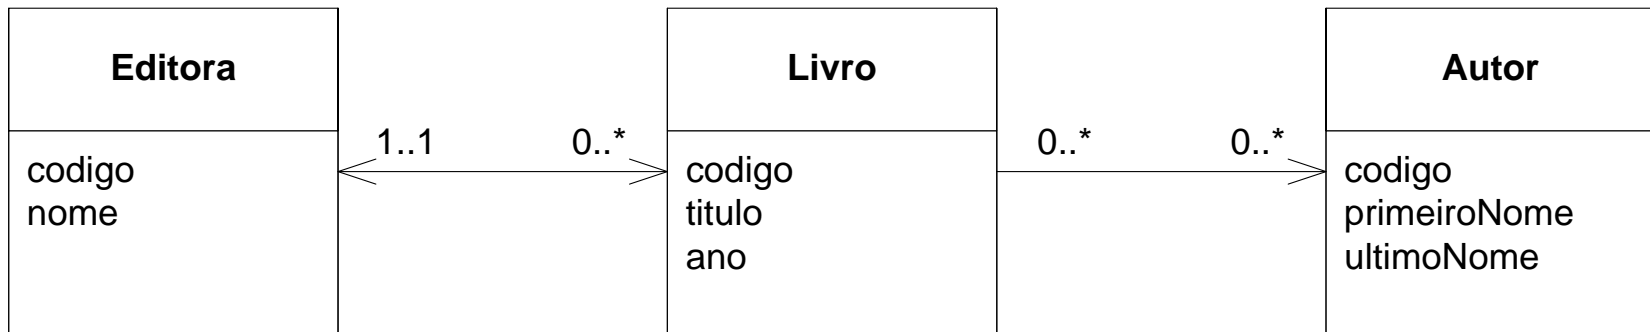 Editora
codigo
nome
1..1
0..*
Livro
codigo
titulo
ano
0..*
0..*
Autor
codigo
primeiroNome
ultimoNome